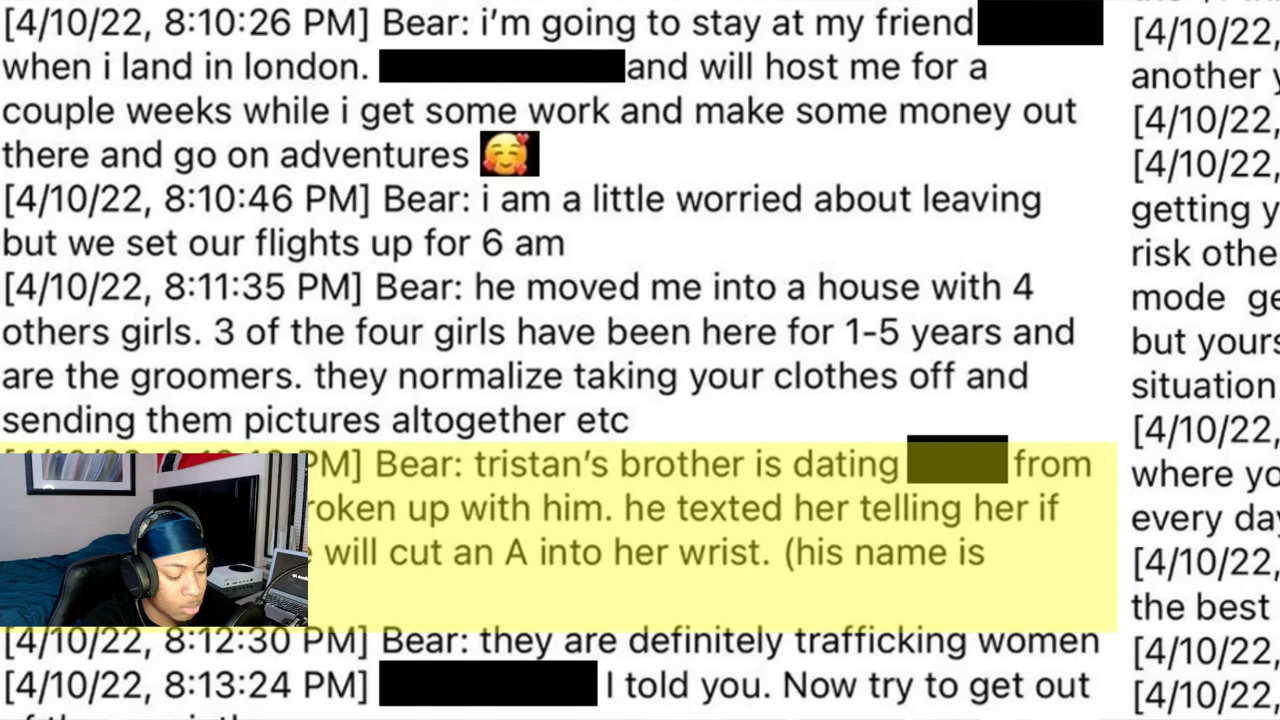 [4/10/22, 8:10:26 PM] Bear: i’m going to stay at my friend
when i land in london. and will host me for a
couple weeks while i get some work and make some money out
there and go on adventures 🥰
[4/10/22, 8:10:46 PM] Bear: i am a little worried about leaving
but we set our flights up for 6 am
[4/10/22, 8:11:35 PM] Bear: he moved me into a house with 4
others girls. 3 of the four girls have been here for 1-5 years and
are the groomers. they normalize taking your clothes off and
sending them pictures altogether etc
PM] Bear: tristan’s brother is dating from
roken up with him. he texted her telling her if
will cut an A into her wrist. (his name is
[4/10/22, 8:12:30 PM] Bear: they are definitely trafficking women
[4/10/22, 8:13:24 PM] I told you. Now try to get out
[4/10/22,
another y
[4/10/22,
[4/10/22,
getting y
risk othe
mode ge
but yours
situation
[4/10/22,
where yo
every day
[4/10/22,
the best
[4/10/22,
[4/10/22,